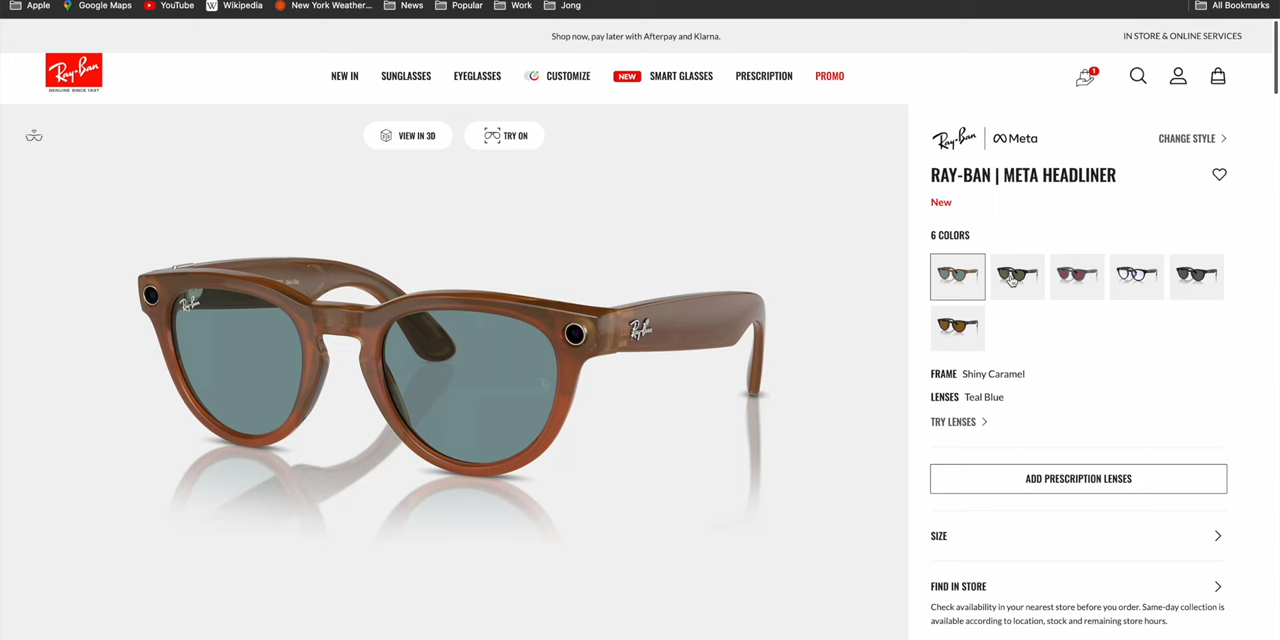 Apple Google Maps YouTube Wikipedia New York Weather... News Popular Work Jong All Bookmarks
Shop now, pay later with Afterpay and Klarna. IN STORE & ONLINE SERVICES
Ray-Ban
GENUINE SINCE 1937
NEW IN SUNGLASSES EYEGLASSES CUSTOMIZE NEW SMART GLASSES PRESCRIPTION PROMO 1
VIEW IN 3D TRY ON
Ray-Ban Meta CHANGE STYLE
RAY-BAN | META HEADLINER
New
6 COLORS
Ray-Ban
Ray-Ban
FRAME Shiny Caramel
LENSES Teal Blue
TRY LENSES
ADD PRESCRIPTION LENSES
SIZE
FIND IN STORE
Check availability in your nearest store before you order. Same-day collection is
available according to location, stock and remaining store hours.